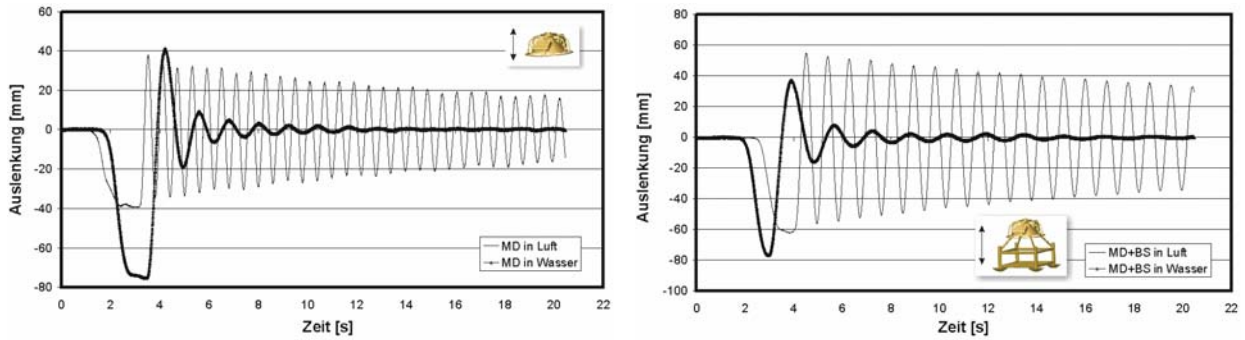 60
40
20
0
-20
-40
-60
-80
Auslenkung [mm]
0 2 4 6 8 10 12 14 16 18 20 22
Zeit [s]
MD in Luft
MD in Wasser
80
60
40
20
0
-20
-40
-60
-80
-100
Auslenkung [mm]
0 2 4 6 8 10 12 14 16 18 20 22
Zeit [s]
MD+BS in Luft
MD+BS in Wasser